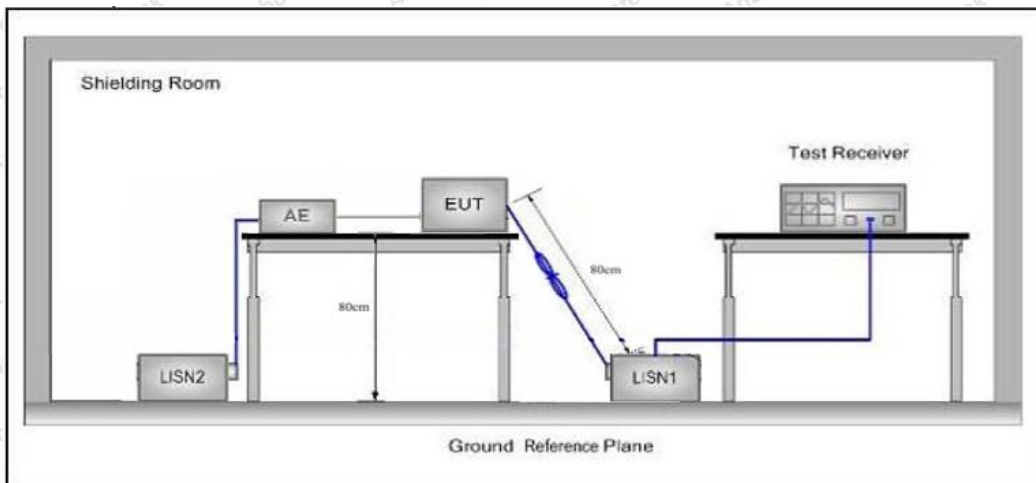 Shielding Room
Test Receiver
AE
EUT
80cm
80cm
LISN2
LISN1
Ground Reference Plane